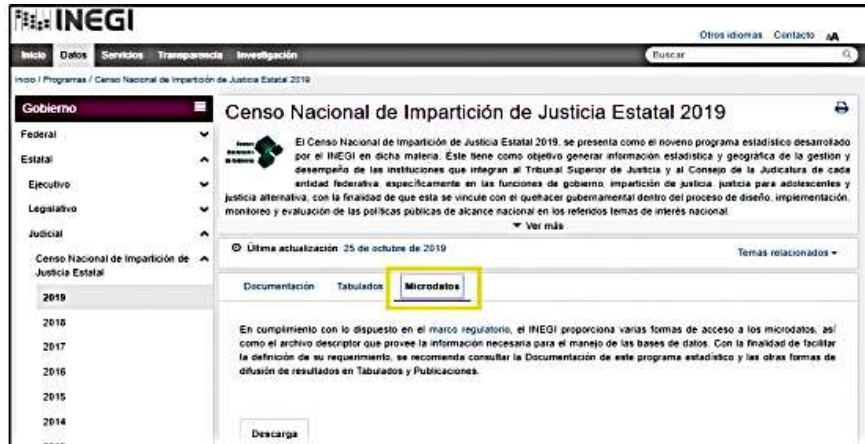 INEGI
Otros idiomas Contacto AA
Inicio Datos Servicios Transparencia Investigación
Buscar
Inicio / Programas / Censo Nacional de Impartición de Justicia Estatal 2019
Gobierno
Federal
Estatal
Ejecutivo
Legislativo
Judicial
Censo Nacional de Impartición de
Justicia Estatal
2019
2018
2017
2016
2015
2014
Censo Nacional de Impartición de Justicia Estatal 2019
El Censo Nacional de Impartición de Justicia Estatal 2019, se presenta como el noveno programa estadístico desarrollado
por el INEGI en dicha materia. Éste tiene como objetivo generar información estadística y geográfica de la gestión y
desempeño de las instituciones que integran al Tribunal Superior de Justicia y al Consejo de la Judicatura de cada
entidad federativa, específicamente en las funciones de gobierno, impartición de justicia, justicia para adolescentes y
justicia alternativa, con la finalidad de que esta se vincule con el quehacer gubernamental dentro del proceso de diseño, implementación,
monitoreo y evaluación de las políticas públicas de alcance nacional en los referidos temas de interés nacional.
Ver más
Última actualización 25 de octubre de 2019
Temas relacionados
Documentación Tabulados Microdatos
En cumplimiento con lo dispuesto en el marco regulatorio, el INEGI proporciona varias formas de acceso a los microdatos, así
como el archivo descriptor que provee la información necesaria para el manejo de las bases de datos. Con la finalidad de facilitar
la definición de su requerimiento, se recomienda consultar la Documentación de este programa estadístico y las otras formas de
difusión de resultados en Tabulados y Publicaciones.
Descarga